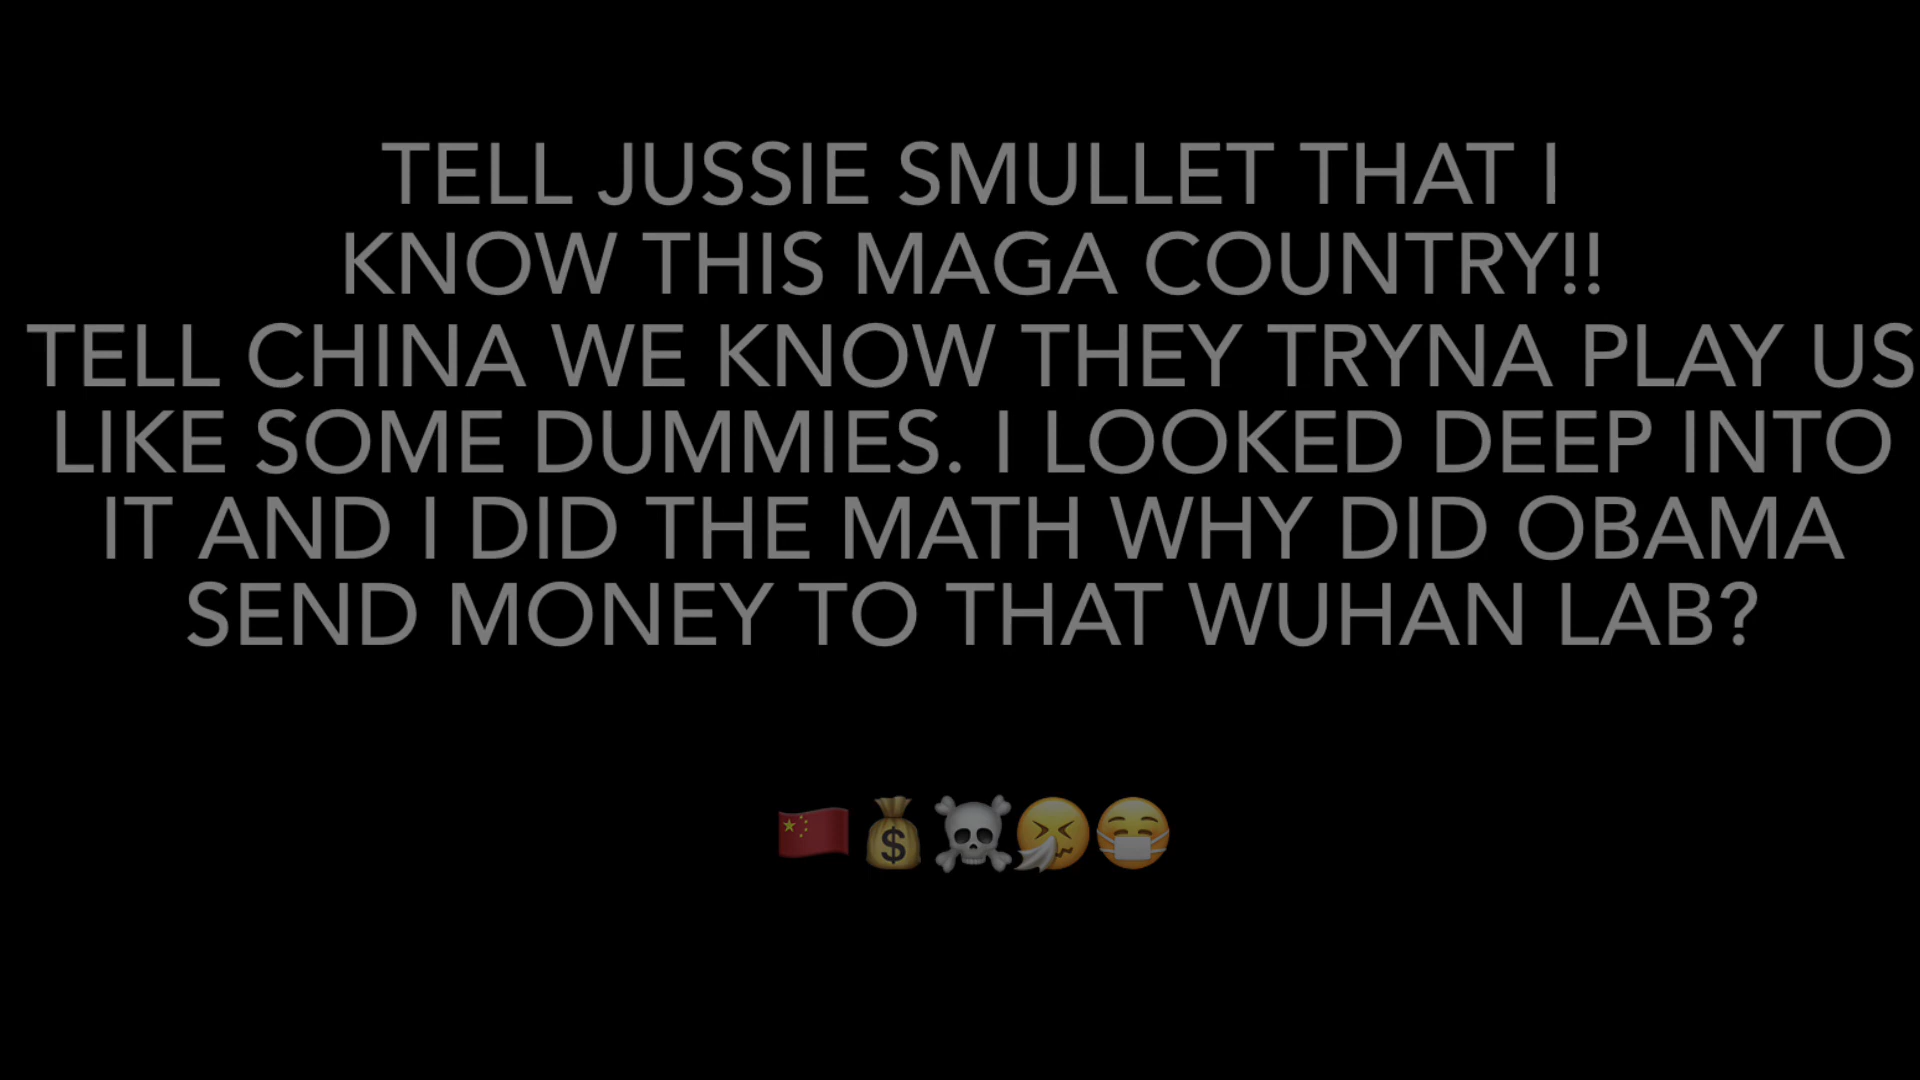 TELL JUSSIE SMULLET THAT I
KNOW THIS MAGA COUNTRY!!
TELL CHINA WE KNOW THEY TRYNA PLAY US
LIKE SOME DUMMIES. I LOOKED DEEP INTO
IT AND I DID THE MATH WHY DID OBAMA
SEND MONEY TO THAT WUHAN LAB?
🇨🇳💰☠️🤧😷